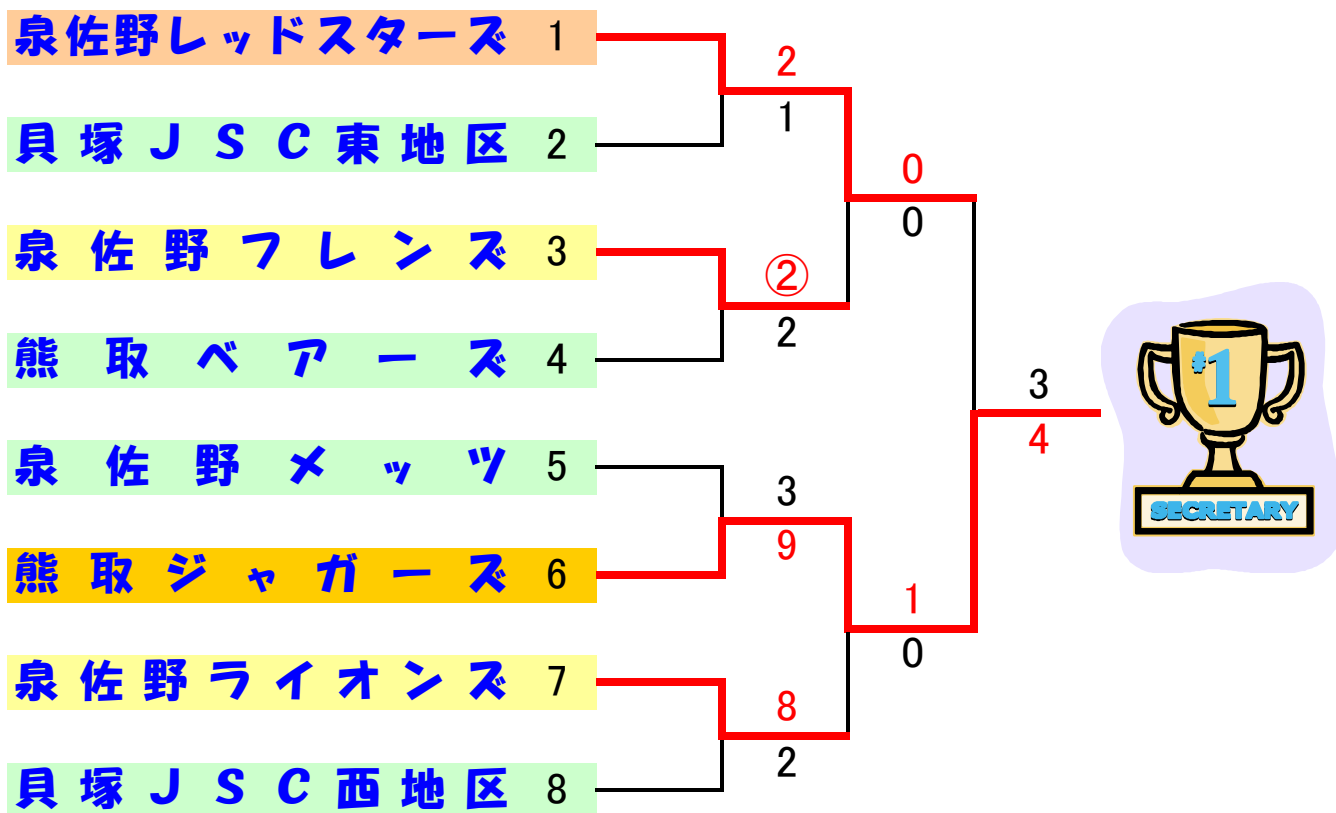 泉佐野レッドスターズ 1
2
1
貝塚JSC東地区 2
0
0
泉佐野フレンズ 3
②
2
熊取ベアーズ 4
3
4
#1
SECRETARY
泉佐野メッツ 5
3
9
熊取ジャガーズ 6
1
0
泉佐野ライオンズ 7
8
2
貝塚JSC西地区 8